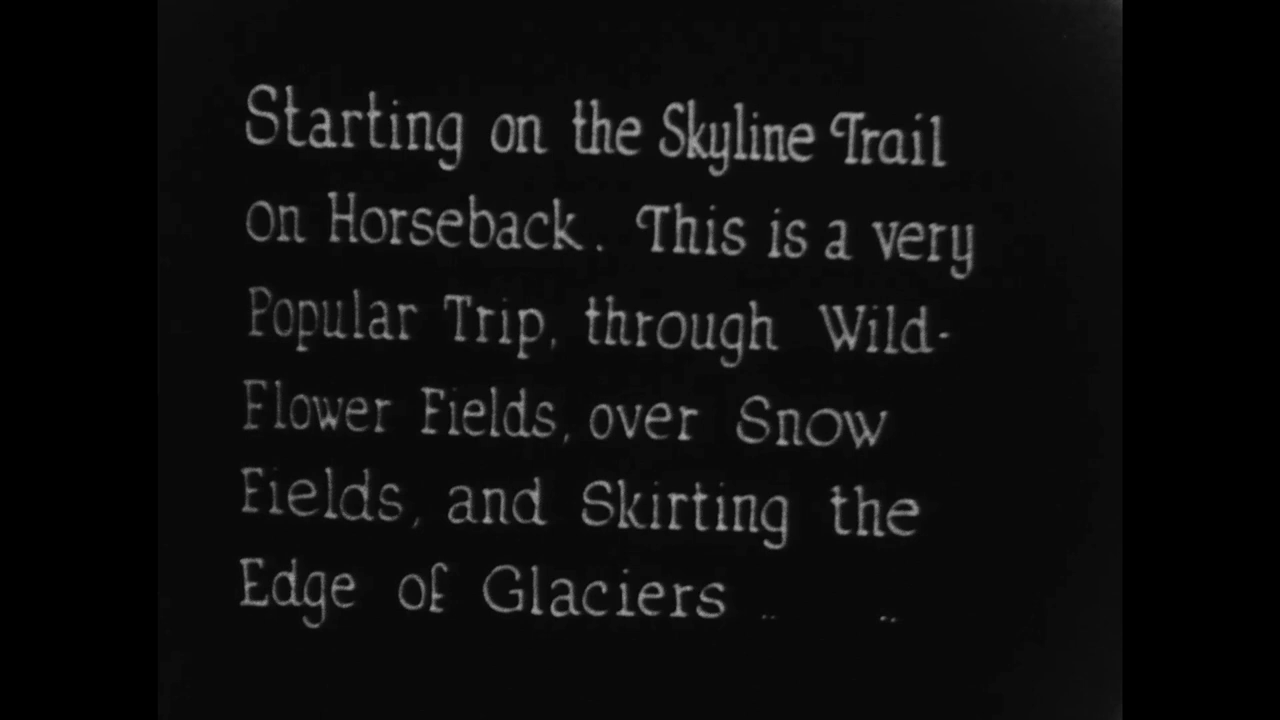 Starting on the Skyline Trail
on Horseback. This is a very
Popular Trip, through Wild-
Flower Fields, over Snow
Fields, and Skirting the
Edge of Glaciers .. ..